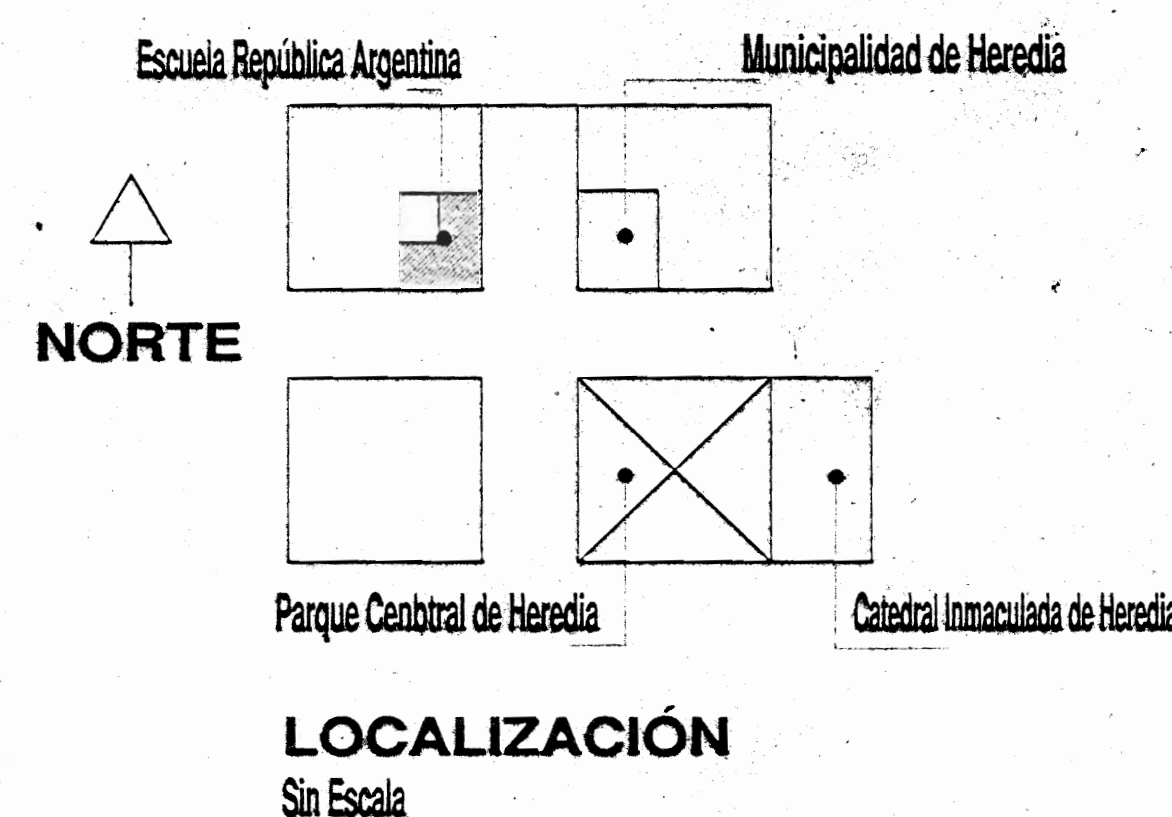 Escuela República Argentina
Municipalidad de Heredia
NORTE
Parque Cenbtral de Heredia
Catedral Inmaculada de Heredia
LOCALIZACIÓN
Sin Escala